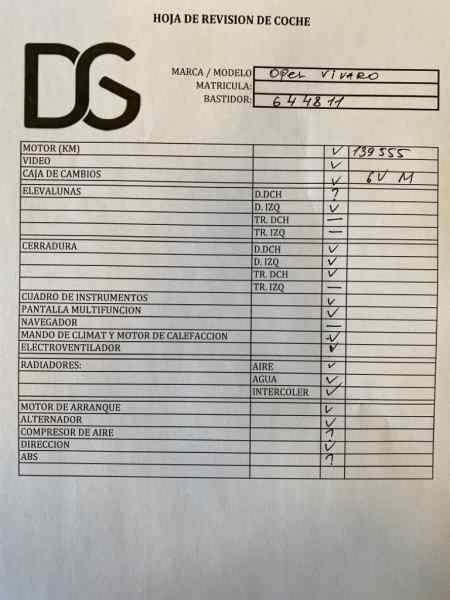 HOJA DE REVISION DE COCHE
DS
MARCA / MODELO Opel VIVARO
MATRICULA:
BASTIDOR: 644811
MOTOR (KM) ✓ 139555
VIDEO ✓
CAJA DE CAMBIOS ✓ 6V M
ELEVALUNAS D.DCH ?
D. IZQ ✓
TR. DCH —
TR. IZQ —
CERRADURA D.DCH ✓
D. IZQ ✓
TR. DCH ✓
TR. IZQ —
CUADRO DE INSTRUMENTOS ✓
PANTALLA MULTIFUNCION ✓
NAVEGADOR —
MANDO DE CLIMAT Y MOTOR DE CALEFACCION ✓
ELECTROVENTILADOR ✓
RADIADORES: AIRE ✓
AGUA ✓
INTERCOLER ✓
MOTOR DE ARRANQUE ✓
ALTERNADOR ✓
COMPRESOR DE AIRE ?
DIRECCION ✓
ABS ?